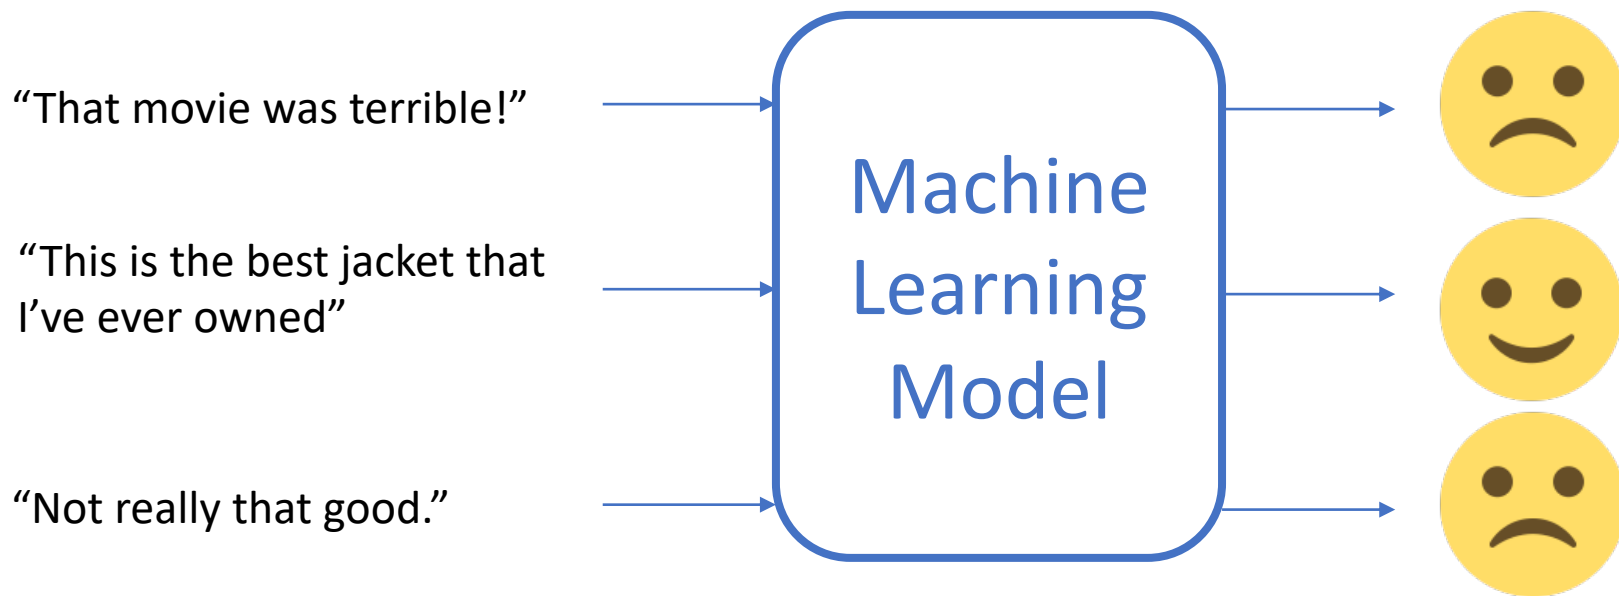 “That movie was terrible!”
“This is the best jacket that
I’ve ever owned”
“Not really that good.”
Machine
Learning
Model